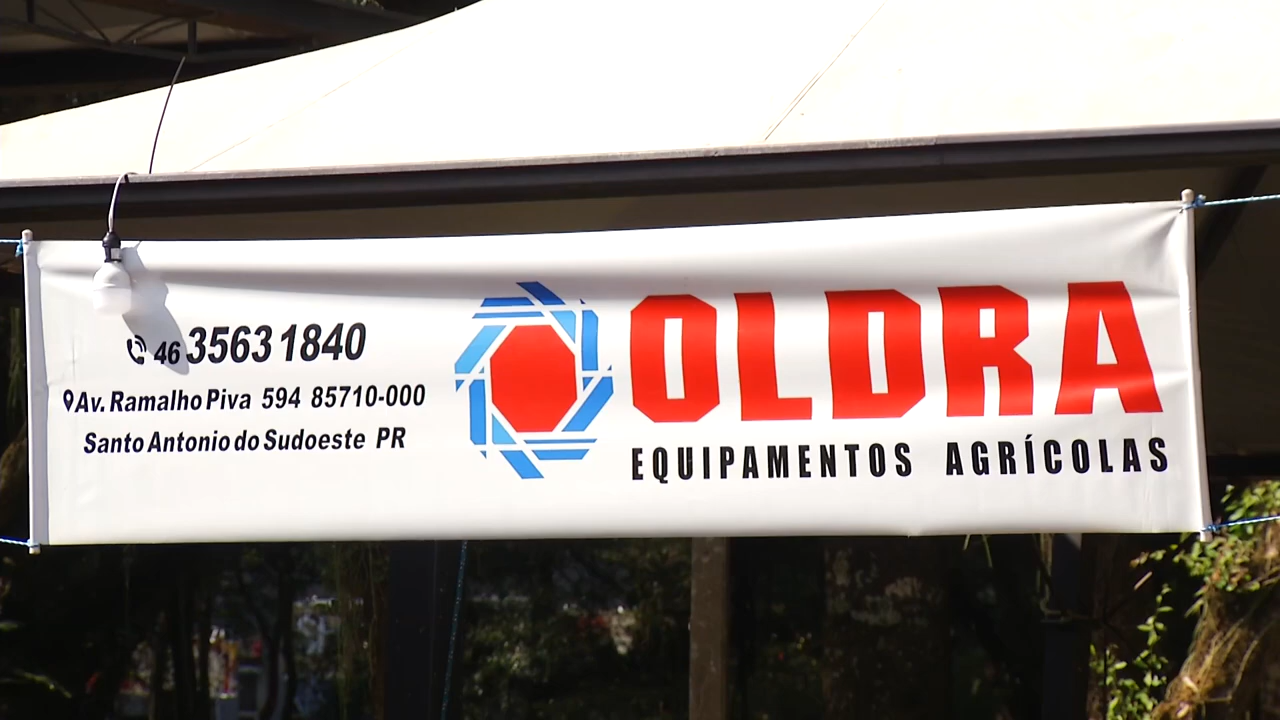 46 3563 1840
Av. Ramalho Piva 594 85710-000
Santo Antonio do Sudoeste PR
OLDRA
EQUIPAMENTOS AGRÍCOLAS